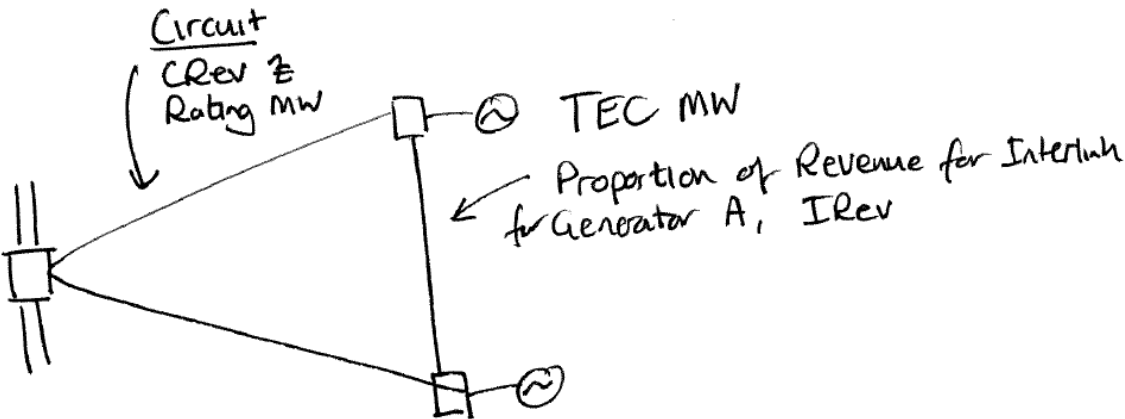 Circuit
CRev £
Rating MW
TEC MW
Proportion of Revenue for Interlink
for Generator A, IRev